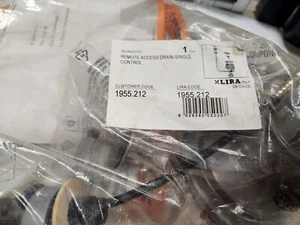 QUANTITY 1
REMOTE ACCESS DRAIN-SINGLE
CONTROL
LIRA
CUSTOMER CODE LIRA CODE
1955.212 1955.212